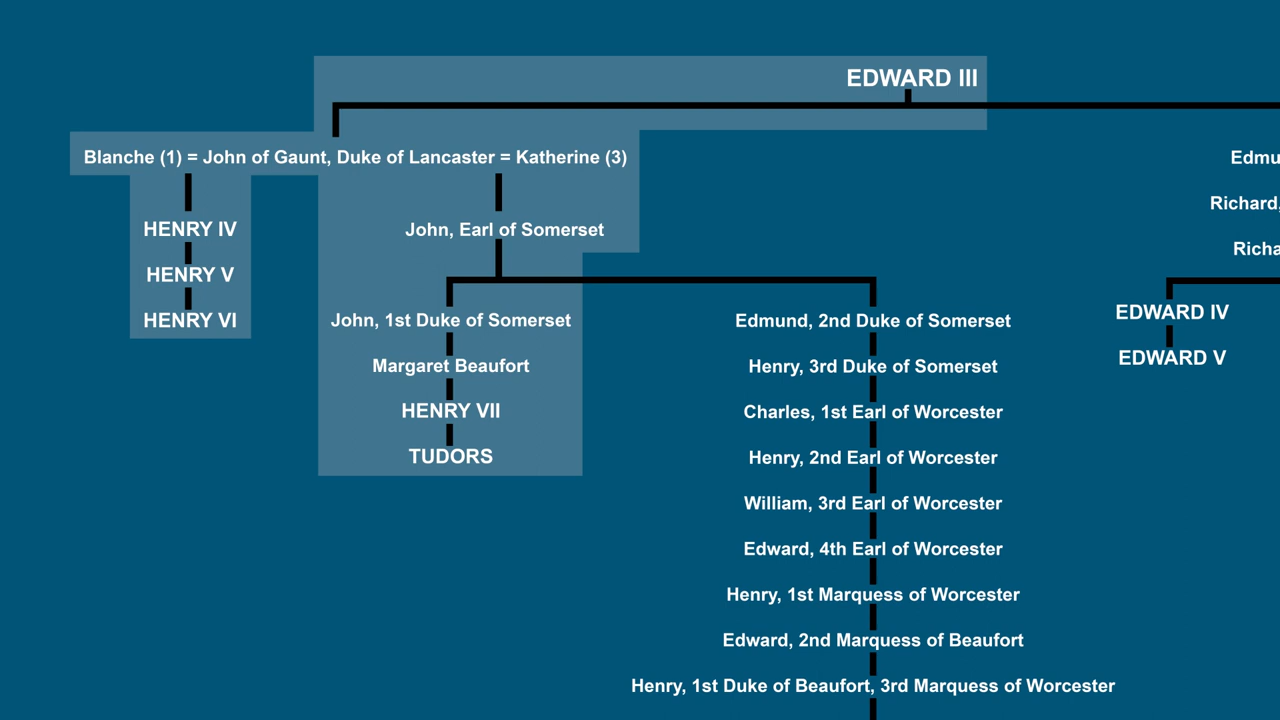 EDWARD III
Blanche (1) = John of Gaunt, Duke of Lancaster = Katherine (3)
HENRY IV
HENRY V
HENRY VI
John, Earl of Somerset
John, 1st Duke of Somerset
Margaret Beaufort
HENRY VII
TUDORS
Edmund, 2nd Duke of Somerset
Henry, 3rd Duke of Somerset
Charles, 1st Earl of Worcester
Henry, 2nd Earl of Worcester
William, 3rd Earl of Worcester
Edward, 4th Earl of Worcester
Henry, 1st Marquess of Worcester
Edward, 2nd Marquess of Beaufort
Henry, 1st Duke of Beaufort, 3rd Marquess of Worcester
Edmu
Richard,
Richa
EDWARD IV
EDWARD V